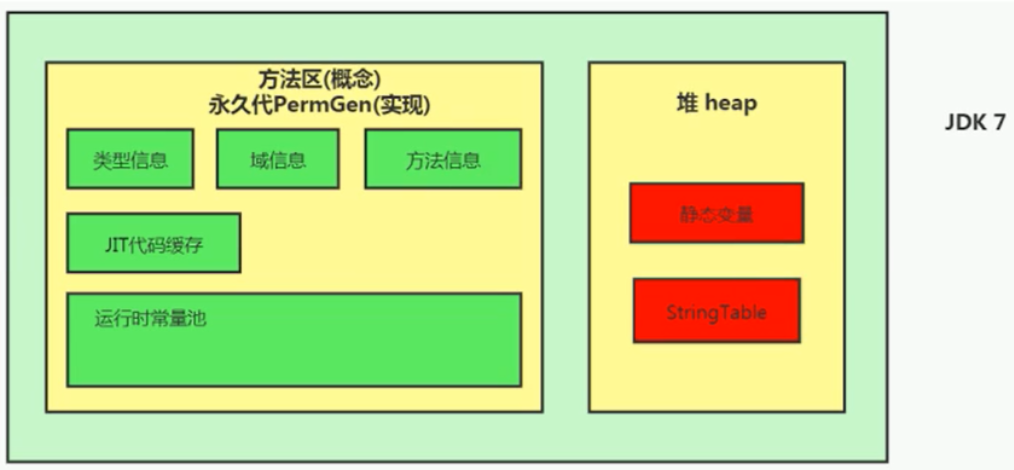 方法区(概念)
永久代PermGen(实现)
类型信息
域信息
方法信息
JIT代码缓存
运行时常量池
堆 heap
静态变量
StringTable
JDK 7